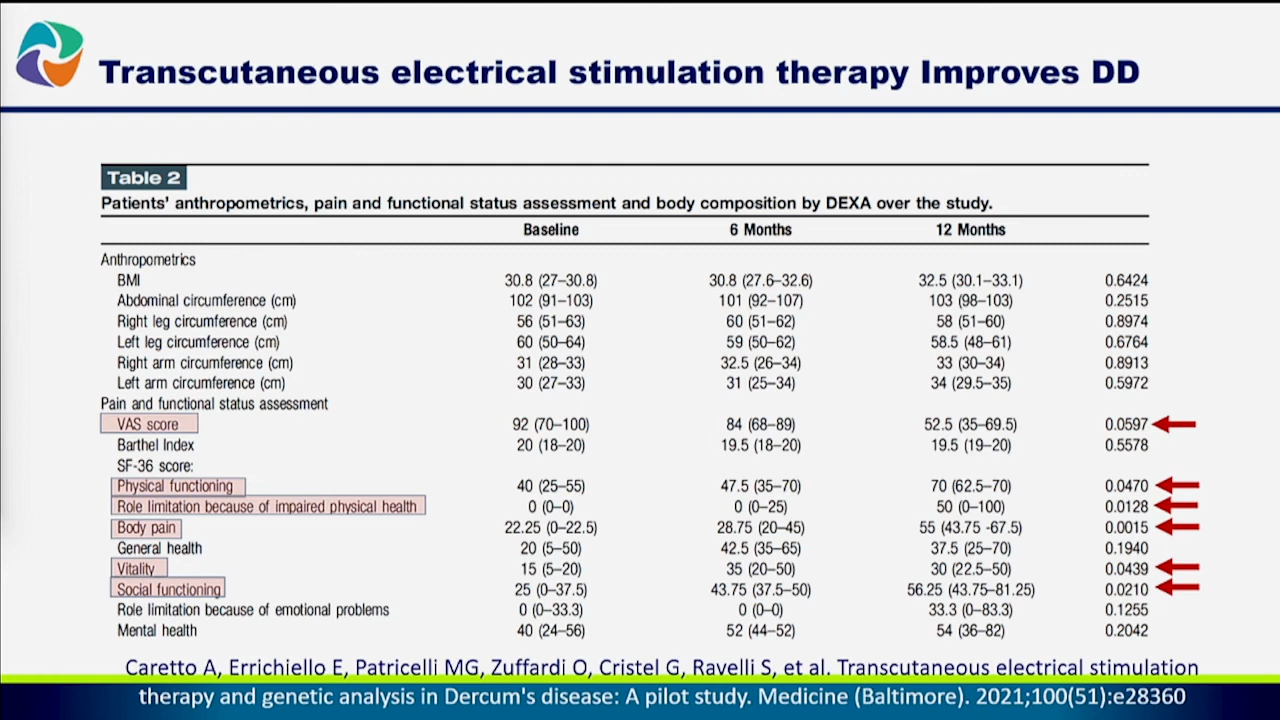 Transcutaneous electrical stimulation therapy Improves DD
Table 2
Patients' anthropometrics, pain and functional status assessment and body composition by DEXA over the study.
Baseline 6 Months 12 Months
Anthropometrics
BMI 30.8 (27–30.8) 30.8 (27.6–32.6) 32.5 (30.1–33.1) 0.6424
Abdominal circumference (cm) 102 (91–103) 101 (92–107) 103 (98–103) 0.2515
Right leg circumference (cm) 56 (51–63) 60 (51–62) 58 (51–60) 0.8974
Left leg circumference (cm) 60 (50–64) 59 (50–62) 58.5 (48–61) 0.6764
Right arm circumference (cm) 31 (28–33) 32.5 (26–34) 33 (30–34) 0.8913
Left arm circumference (cm) 30 (27–33) 31 (25–34) 34 (29.5–35) 0.5972
Pain and functional status assessment
VAS score 92 (70–100) 84 (68–89) 52.5 (35–69.5) 0.0597
Barthel Index 20 (18–20) 19.5 (18–20) 19.5 (19–20) 0.5578
SF-36 score:
Physical functioning 40 (25–55) 47.5 (35–70) 70 (62.5–70) 0.0470
Role limitation because of impaired physical health 0 (0–0) 0 (0–25) 50 (0–100) 0.0128
Body pain 22.25 (0–22.5) 28.75 (20–45) 55 (43.75 -67.5) 0.0015
General health 20 (5–50) 42.5 (35–65) 37.5 (25–70) 0.1940
Vitality 15 (5–20) 35 (20–50) 30 (22.5–50) 0.0439
Social functioning 25 (0–37.5) 43.75 (37.5–50) 56.25 (43.75–81.25) 0.0210
Role limitation because of emotional problems 0 (0–33.3) 0 (0–0) 33.3 (0–83.3) 0.1255
Mental health 40 (24–56) 52 (44–52) 54 (36–82) 0.2042
Caretto A, Errichiello E, Patricelli MG, Zuffardi O, Cristel G, Ravelli S, et al. Transcutaneous electrical stimulation
therapy and genetic analysis in Dercum's disease: A pilot study. Medicine (Baltimore). 2021;100(51):e28360